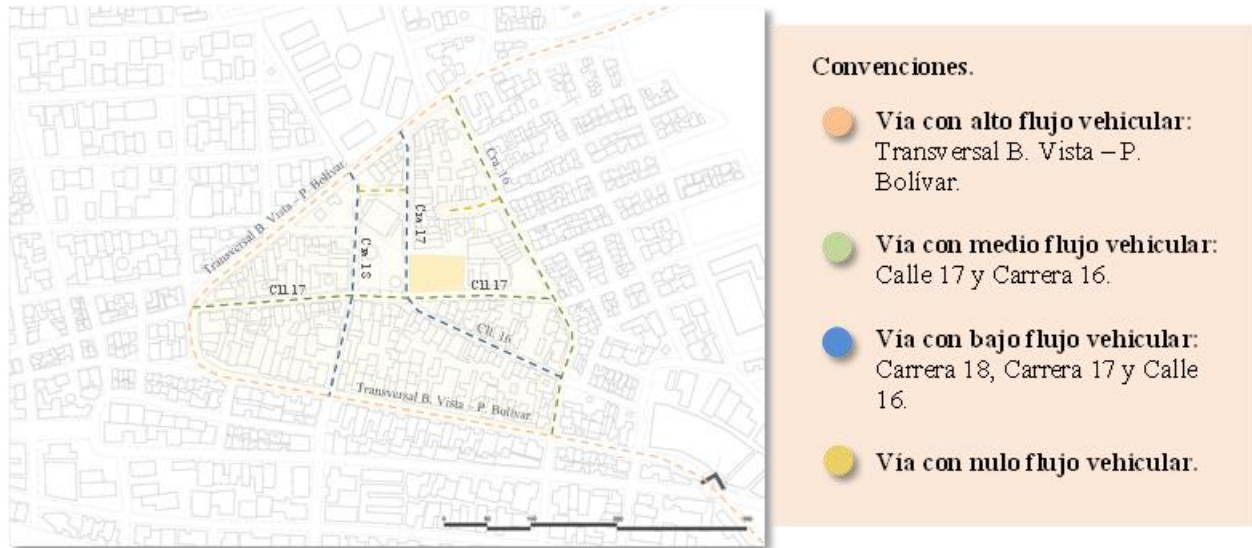 Transversal B. Vista – P. Bolívar.
Cra. 16
Cra 17
Cra 18
Cll 17
Cll 17
Cll. 16
Transversal B. Vista – P. Bolívar.
Convenciones.
Vía con alto flujo vehicular:
Transversal B. Vista – P.
Bolívar.
Vía con medio flujo vehicular:
Calle 17 y Carrera 16.
Vía con bajo flujo vehicular:
Carrera 18, Carrera 17 y Calle
16.
Vía con nulo flujo vehicular.